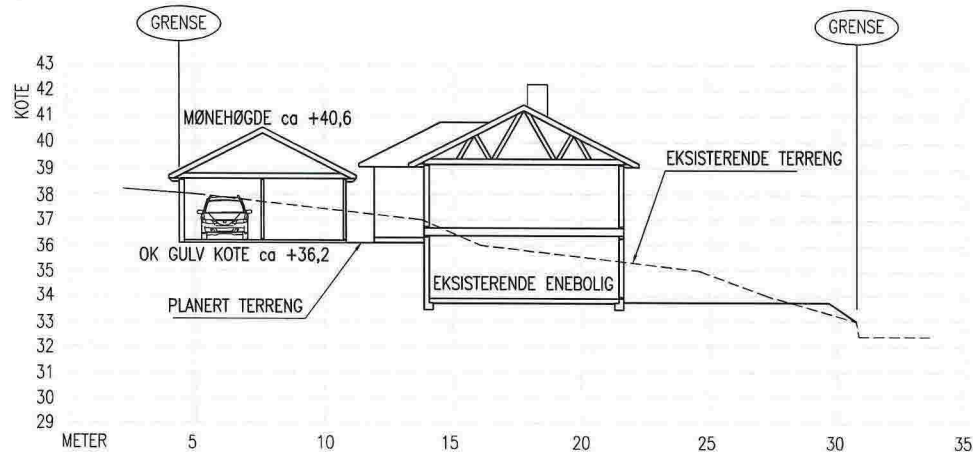 GRENSE
GRENSE
KOTE
43
42
41
40
39
38
37
36
35
34
33
32
31
30
29
MØNEHØGDE ca +40,6
EKSISTERENDE TERRENG
OK GULV KOTE ca +36,2
EKSISTERENDE ENEBOLIG
PLANERT TERRENG
METER 5 10 15 20 25 30 35